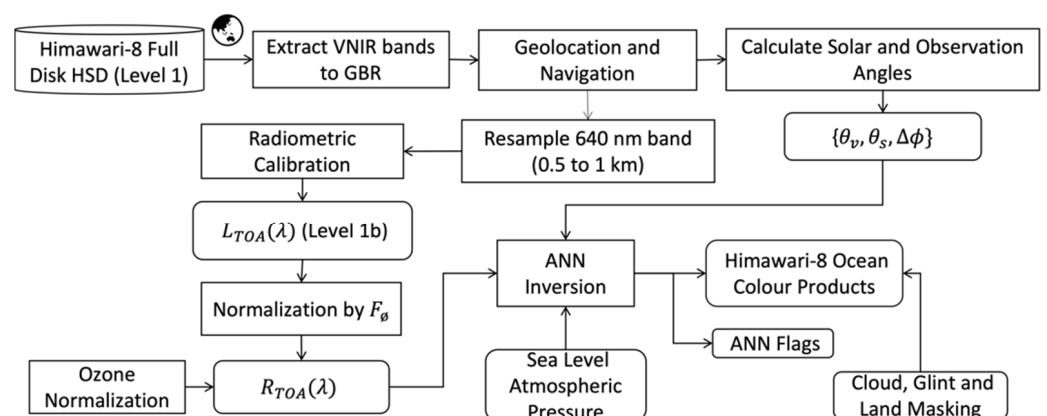 Himawari-8 Full
Disk HSD (Level 1)
Extract VNIR bands
to GBR
Geolocation and
Navigation
Calculate Solar and Observation
Angles
{θᵥ, θₛ, Δϕ}
Resample 640 nm band
(0.5 to 1 km)
Radiometric
Calibration
L_TOA(λ) (Level 1b)
Normalization by F_ø
ANN
Inversion
Himawari-8 Ocean
Colour Products
ANN Flags
Ozone
Normalization
R_TOA(λ)
Sea Level
Atmospheric
Pressure
Cloud, Glint and
Land Masking